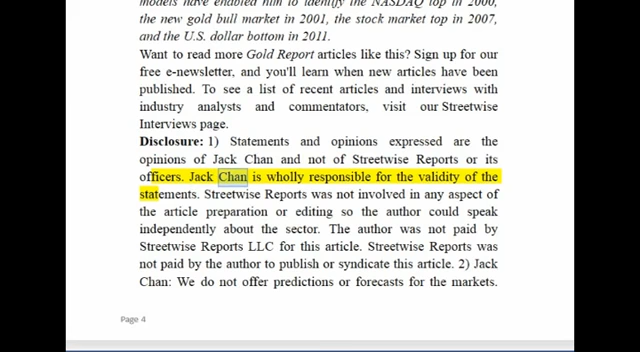 models have enabled him to identify the NASDAQ top in 2000,
the new gold bull market in 2001, the stock market top in 2007,
and the U.S. dollar bottom in 2011.
Want to read more Gold Report articles like this? Sign up for our
free e-newsletter, and you'll learn when new articles have been
published. To see a list of recent articles and interviews with
industry analysts and commentators, visit our Streetwise
Interviews page.
Disclosure: 1) Statements and opinions expressed are the
opinions of Jack Chan and not of Streetwise Reports or its
officers. Jack Chan is wholly responsible for the validity of the
statements. Streetwise Reports was not involved in any aspect of
the article preparation or editing so the author could speak
independently about the sector. The author was not paid by
Streetwise Reports LLC for this article. Streetwise Reports was
not paid by the author to publish or syndicate this article. 2) Jack
Chan: We do not offer predictions or forecasts for the markets.
Page 4